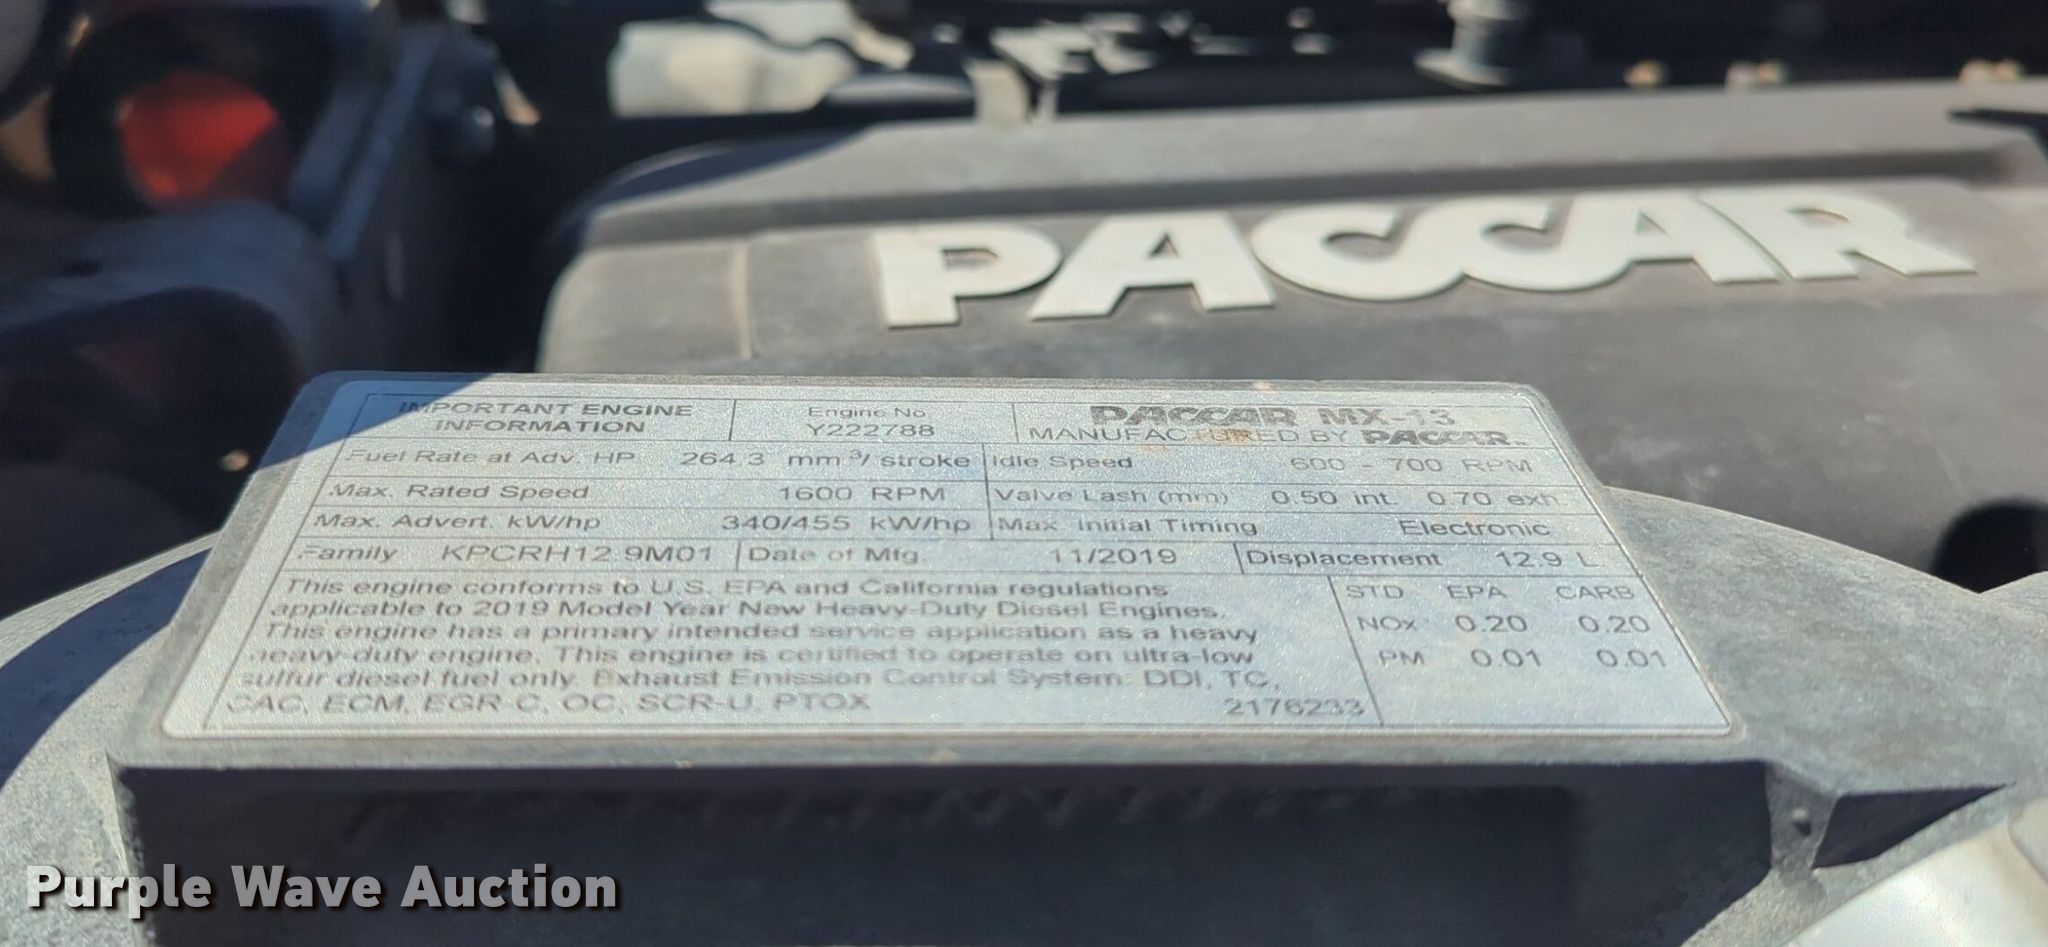 PACCAR
IMPORTANT ENGINE
INFORMATION
Engine No
Y222788
PACCAR MX-13
MANUFACTURED BY PACCAR
Fuel Rate at Adv. HP 264.3 mm³/ stroke
Idle Speed 600 - 700 RPM
Max. Rated Speed 1600 RPM
Valve Lash (mm) 0.50 int. 0.70 exh.
Max. Advert. kW/hp 340/455 kW/hp
Max. Initial Timing Electronic
Family KPCRH12.9M01
Date of Mfg. 11/2019
Displacement 12.9 L
This engine conforms to U.S. EPA and California regulations
applicable to 2019 Model Year New Heavy-Duty Diesel Engines.
This engine has a primary intended service application as a heavy
heavy-duty engine. This engine is certified to operate on ultra-low
sulfur diesel fuel only. Exhaust Emission Control System: DDI, TC,
CAC, ECM, EGR-C, OC, SCR-U, PTOX
2176233
STD EPA CARB
NOx 0.20 0.20
PM 0.01 0.01
Purple Wave Auction